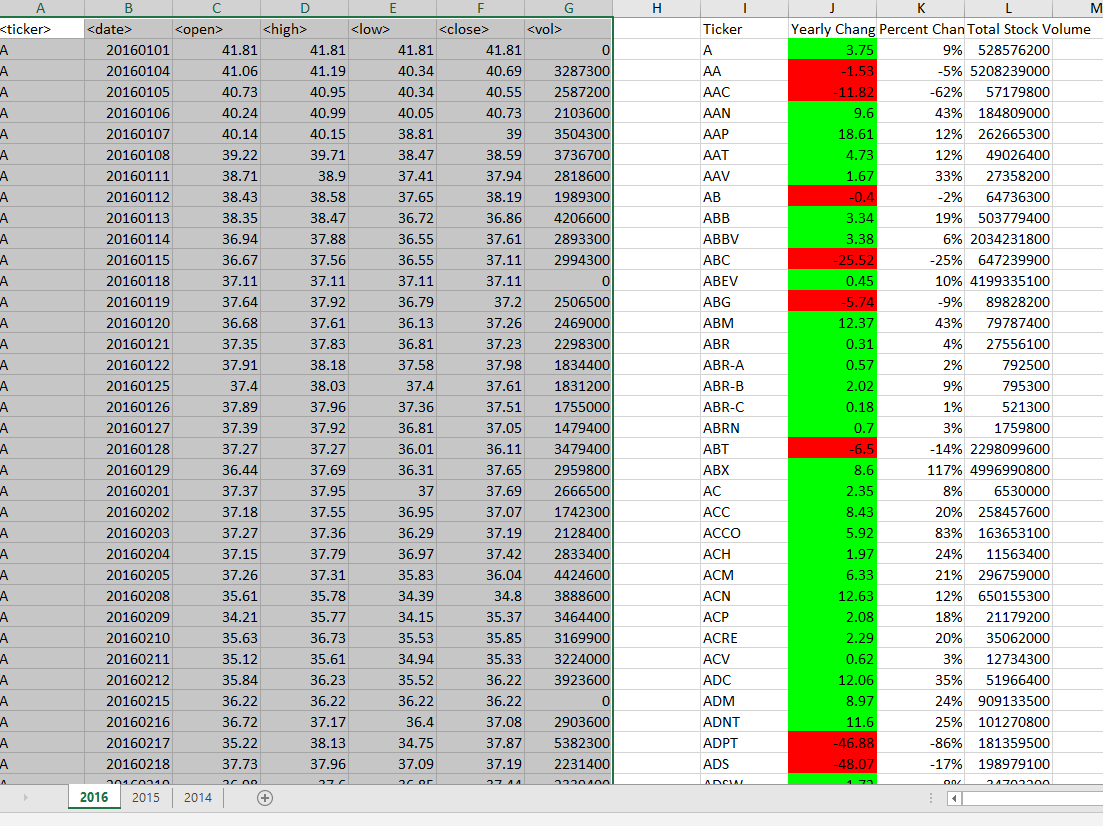 A B C D E F G H I J K L M
<ticker> <date> <open> <high> <low> <close> <vol> Ticker Yearly Chang Percent Chan Total Stock Volume
A 20160101 41.81 41.81 41.81 41.81 0 A 3.75 9% 528576200
A 20160104 41.06 41.19 40.34 40.69 3287300 AA -1.53 -5% 5208239000
A 20160105 40.73 40.95 40.34 40.55 2587200 AAC -11.82 -62% 57179800
A 20160106 40.24 40.99 40.05 40.73 2103600 AAN 9.6 43% 184809000
A 20160107 40.14 40.15 38.81 39 3504300 AAP 18.61 12% 262665300
A 20160108 39.22 39.71 38.47 38.59 3736700 AAT 4.73 12% 49026400
A 20160111 38.71 38.9 37.41 37.94 2818600 AAV 1.67 33% 27358200
A 20160112 38.43 38.58 37.65 38.19 1989300 AB -0.4 -2% 64736300
A 20160113 38.35 38.47 36.72 36.86 4206600 ABB 3.34 19% 503779400
A 20160114 36.94 37.88 36.55 37.61 2893300 ABBV 3.38 6% 2034231800
A 20160115 36.67 37.56 36.55 37.11 2994300 ABC -25.52 -25% 647239900
A 20160118 37.11 37.11 37.11 37.11 0 ABEV 0.45 10% 4199335100
A 20160119 37.64 37.92 36.79 37.2 2506500 ABG -5.74 -9% 89828200
A 20160120 36.68 37.61 36.13 37.26 2469000 ABM 12.37 43% 79787400
A 20160121 37.35 37.83 36.81 37.23 2298300 ABR 0.31 4% 27556100
A 20160122 37.91 38.18 37.58 37.98 1834400 ABR-A 0.57 2% 792500
A 20160125 37.4 38.03 37.4 37.61 1831200 ABR-B 2.02 9% 795300
A 20160126 37.89 37.96 37.36 37.51 1755000 ABR-C 0.18 1% 521300
A 20160127 37.39 37.92 36.81 37.05 1479400 ABRN 0.7 3% 1759800
A 20160128 37.27 37.27 36.01 36.11 3479400 ABT -6.5 -14% 2298099600
A 20160129 36.44 37.69 36.31 37.65 2959800 ABX 8.6 117% 4996990800
A 20160201 37.37 37.95 37 37.69 2666500 AC 2.35 8% 6530000
A 20160202 37.18 37.55 36.95 37.07 1742300 ACC 8.43 20% 258457600
A 20160203 37.27 37.36 36.29 37.19 2128400 ACCO 5.92 83% 163653100
A 20160204 37.15 37.79 36.97 37.42 2833400 ACH 1.97 24% 11563400
A 20160205 37.26 37.31 35.83 36.04 4424600 ACM 6.33 21% 296759000
A 20160208 35.61 35.78 34.39 34.8 3888600 ACN 12.63 12% 650155300
A 20160209 34.21 35.77 34.15 35.37 3464400 ACP 2.08 18% 21179200
A 20160210 35.63 36.73 35.53 35.85 3169900 ACRE 2.29 20% 35062000
A 20160211 35.12 35.61 34.94 35.33 3224000 ACV 0.62 3% 12734300
A 20160212 35.84 36.23 35.52 36.22 3923600 ADC 12.06 35% 51966400
A 20160215 36.22 36.22 36.22 36.22 0 ADM 8.97 24% 909133500
A 20160216 36.72 37.17 36.4 37.08 2903600 ADNT 11.6 25% 101270800
A 20160217 35.22 38.13 34.75 37.87 5382300 ADPT -46.88 -86% 181359500
A 20160218 37.73 37.96 37.09 37.19 2231400 ADS -48.07 -17% 198979100
2016 2015 2014